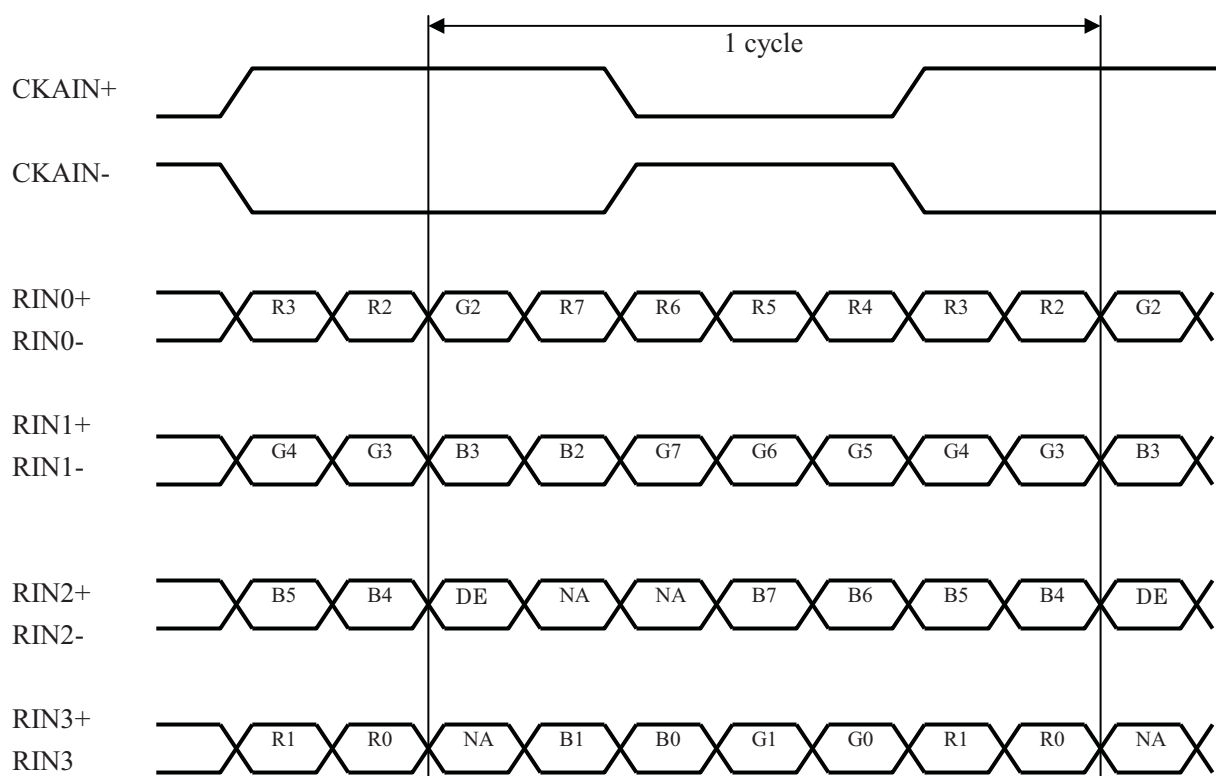 1 cycle
CKAIN+
CKAIN-
RIN0+
R3 R2 G2 R7 R6 R5 R4 R3 R2 G2
RIN0-
RIN1+
G4 G3 B3 B2 G7 G6 G5 G4 G3 B3
RIN1-
RIN2+
B5 B4 DE NA NA B7 B6 B5 B4 DE
RIN2-
RIN3+
R1 R0 NA B1 B0 G1 G0 R1 R0 NA
RIN3